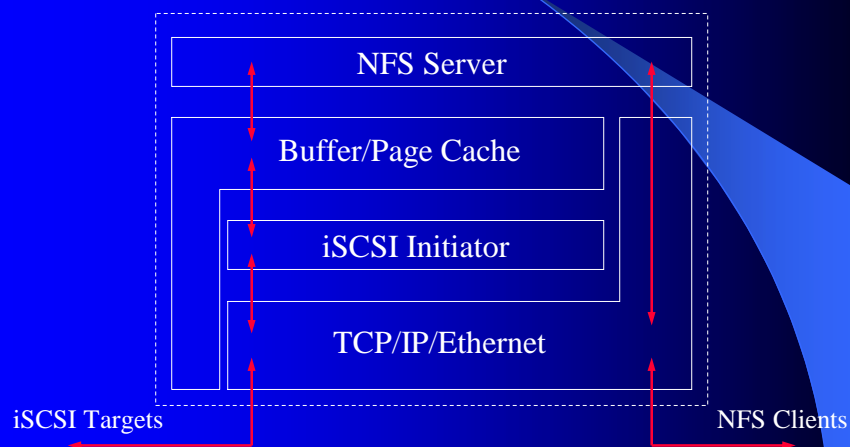 NFS Server
Buffer/Page Cache
iSCSI Initiator
TCP/IP/Ethernet
iSCSI Targets
NFS Clients